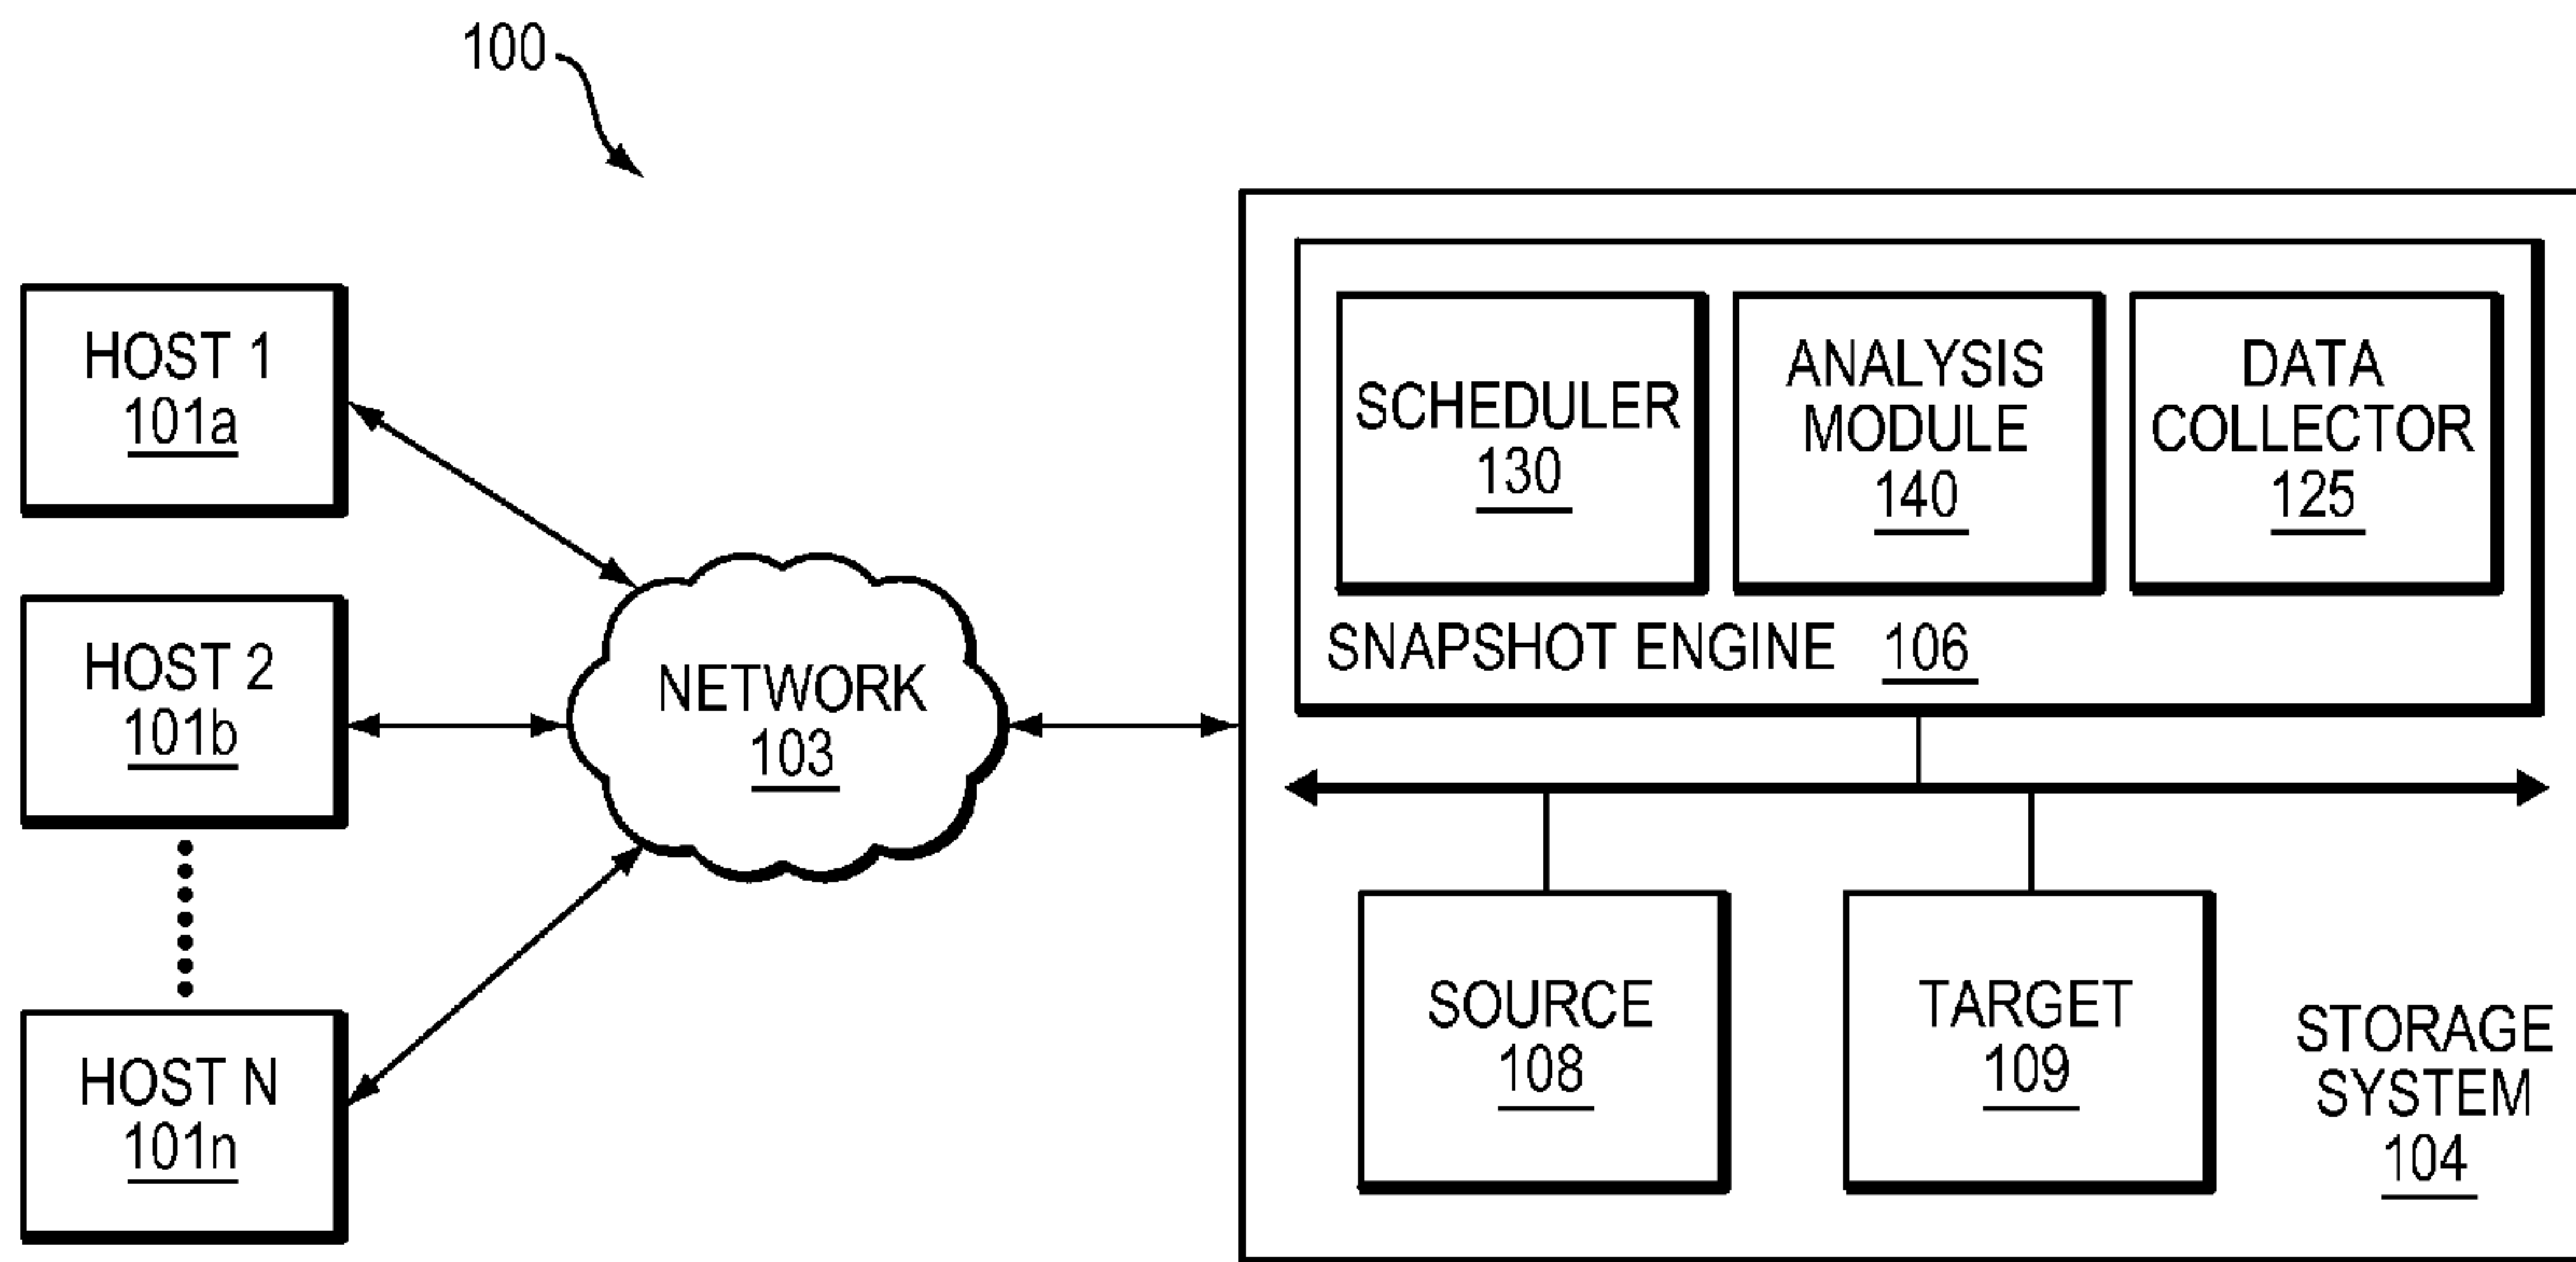 100
HOST 1
101a
HOST 2
101b
HOST N
101n
NETWORK
103
SCHEDULER
130
ANALYSIS
MODULE
140
DATA
COLLECTOR
125
SNAPSHOT ENGINE 106
SOURCE
108
TARGET
109
STORAGE
SYSTEM
104